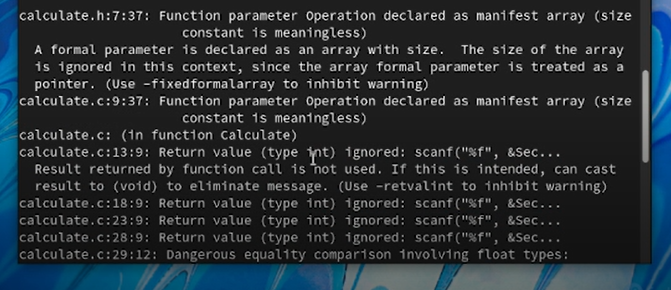 calculate.h:7:37: Function parameter Operation declared as manifest array (size
constant is meaningless)
A formal parameter is declared as an array with size.  The size of the array
is ignored in this context, since the array formal parameter is treated as a
pointer. (Use -fixedformalarray to inhibit warning)
calculate.c:9:37: Function parameter Operation declared as manifest array (size
constant is meaningless)
calculate.c: (in function Calculate)
calculate.c:13:9: Return value (type int) ignored: scanf("%f", &Sec...
Result returned by function call is not used. If this is intended, can cast
result to (void) to eliminate message. (Use -retvalint to inhibit warning)
calculate.c:18:9: Return value (type int) ignored: scanf("%f", &Sec...
calculate.c:23:9: Return value (type int) ignored: scanf("%f", &Sec...
calculate.c:28:9: Return value (type int) ignored: scanf("%f", &Sec...
calculate.c:29:12: Dangerous equality comparison involving float types: